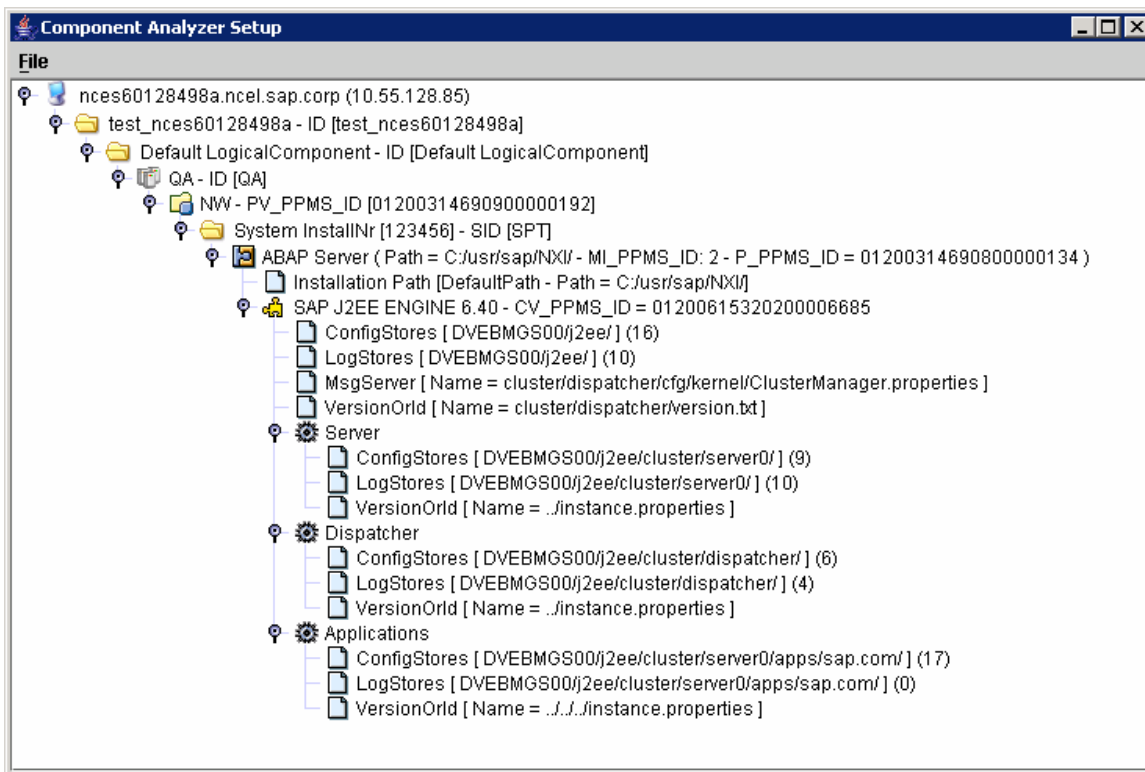 Component Analyzer Setup
File
nces60128498a.ncel.sap.corp (10.55.128.85)
test_nces60128498a - ID [test_nces60128498a]
Default LogicalComponent - ID [Default LogicalComponent]
QA - ID [QA]
NW - PV_PPMS_ID [01200314690900000192]
System InstallNr [123456] - SID [SPT]
ABAP Server ( Path = C:/usr/sap/NXI/ - MI_PPMS_ID: 2 - P_PPMS_ID = 01200314690800000134 )
Installation Path [DefaultPath - Path = C:/usr/sap/NXI/]
SAP J2EE ENGINE 6.40 - CV_PPMS_ID = 01200615320200006685
ConfigStores [ DVEBMGS00/j2ee/ ] (16)
LogStores [ DVEBMGS00/j2ee/ ] (10)
MsgServer [ Name = cluster/dispatcher/cfg/kernel/ClusterManager.properties ]
VersionOrId [ Name = cluster/dispatcher/version.txt ]
Server
ConfigStores [ DVEBMGS00/j2ee/cluster/server0/ ] (9)
LogStores [ DVEBMGS00/j2ee/cluster/server0/ ] (10)
VersionOrId [ Name = ../instance.properties ]
Dispatcher
ConfigStores [ DVEBMGS00/j2ee/cluster/dispatcher/ ] (6)
LogStores [ DVEBMGS00/j2ee/cluster/dispatcher/ ] (4)
VersionOrId [ Name = ../instance.properties ]
Applications
ConfigStores [ DVEBMGS00/j2ee/cluster/server0/apps/sap.com/ ] (17)
LogStores [ DVEBMGS00/j2ee/cluster/server0/apps/sap.com/ ] (0)
VersionOrId [ Name = ../../../instance.properties ]